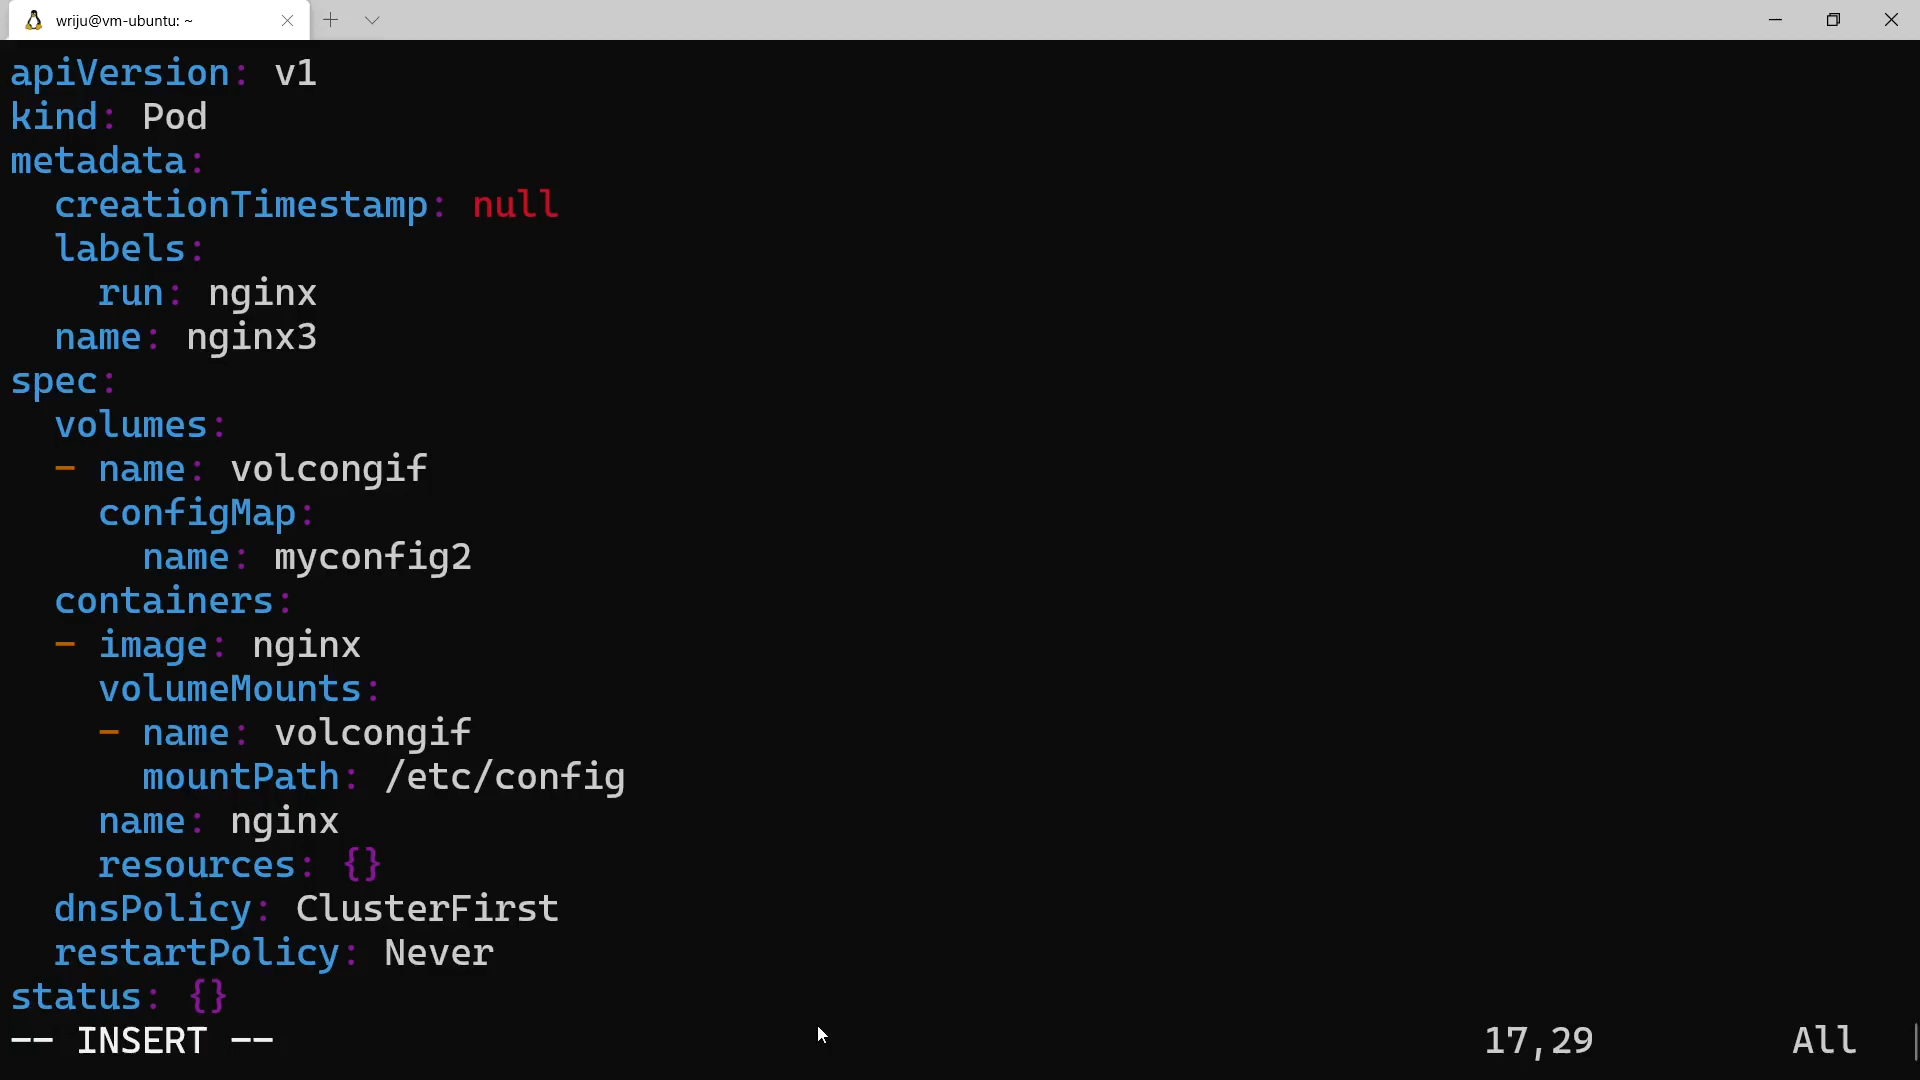 wriju@vm-ubuntu: ~
apiVersion: v1
kind: Pod
metadata:
  creationTimestamp: null
  labels:
    run: nginx
  name: nginx3
spec:
  volumes:
  - name: volcongif
    configMap:
      name: myconfig2
  containers:
  - image: nginx
    volumeMounts:
    - name: volcongif
      mountPath: /etc/config
    name: nginx
    resources: {}
  dnsPolicy: ClusterFirst
  restartPolicy: Never
status: {}
-- INSERT -- 17,29 All